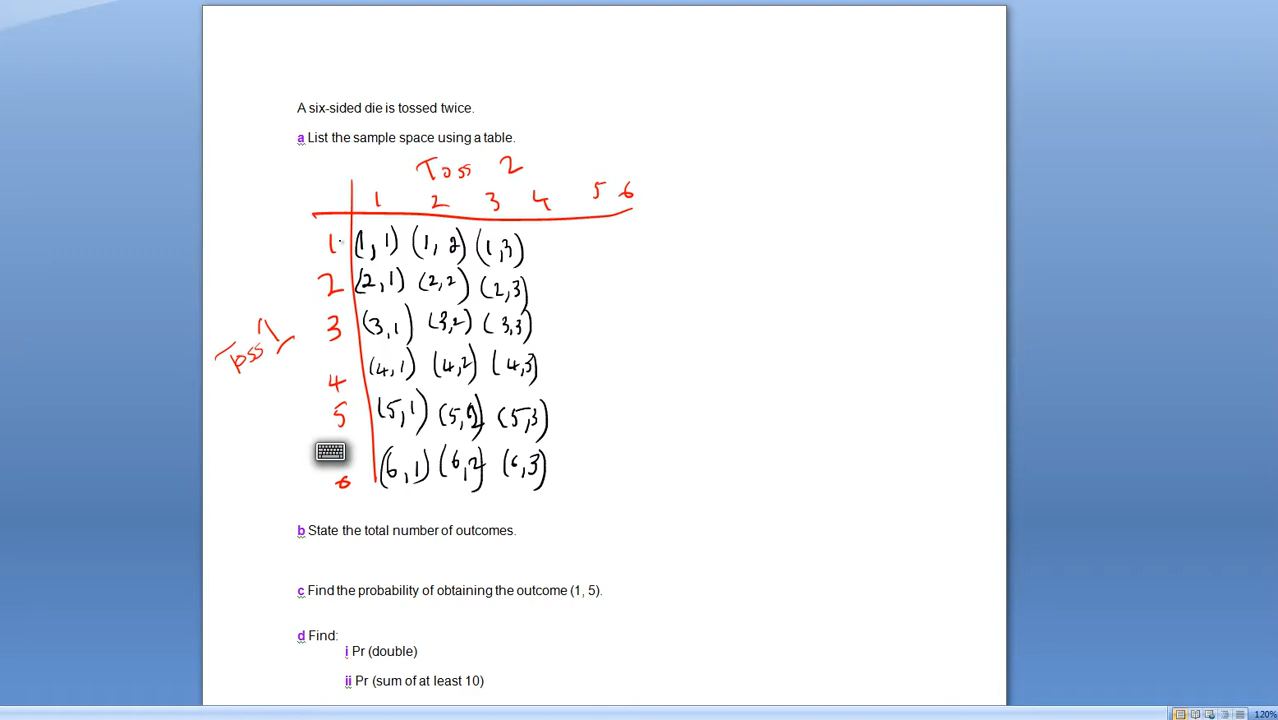 A six-sided die is tossed twice.
a List the sample space using a table.
Toss 2
1 2 3 4 5 6
1 (1, 1) (1, 2) (1,3)
2 (2,1) (2,2) (2,3)
3 (3,1) (3,2) (3,3)
Toss 1
4 (4,1) (4,2) (4,3)
5 (5,1) (5,2) (5,3)
6 (6,1) (6,2) (6,3)
b State the total number of outcomes.
c Find the probability of obtaining the outcome (1, 5).
d Find:
i Pr (double)
ii Pr (sum of at least 10)
120%